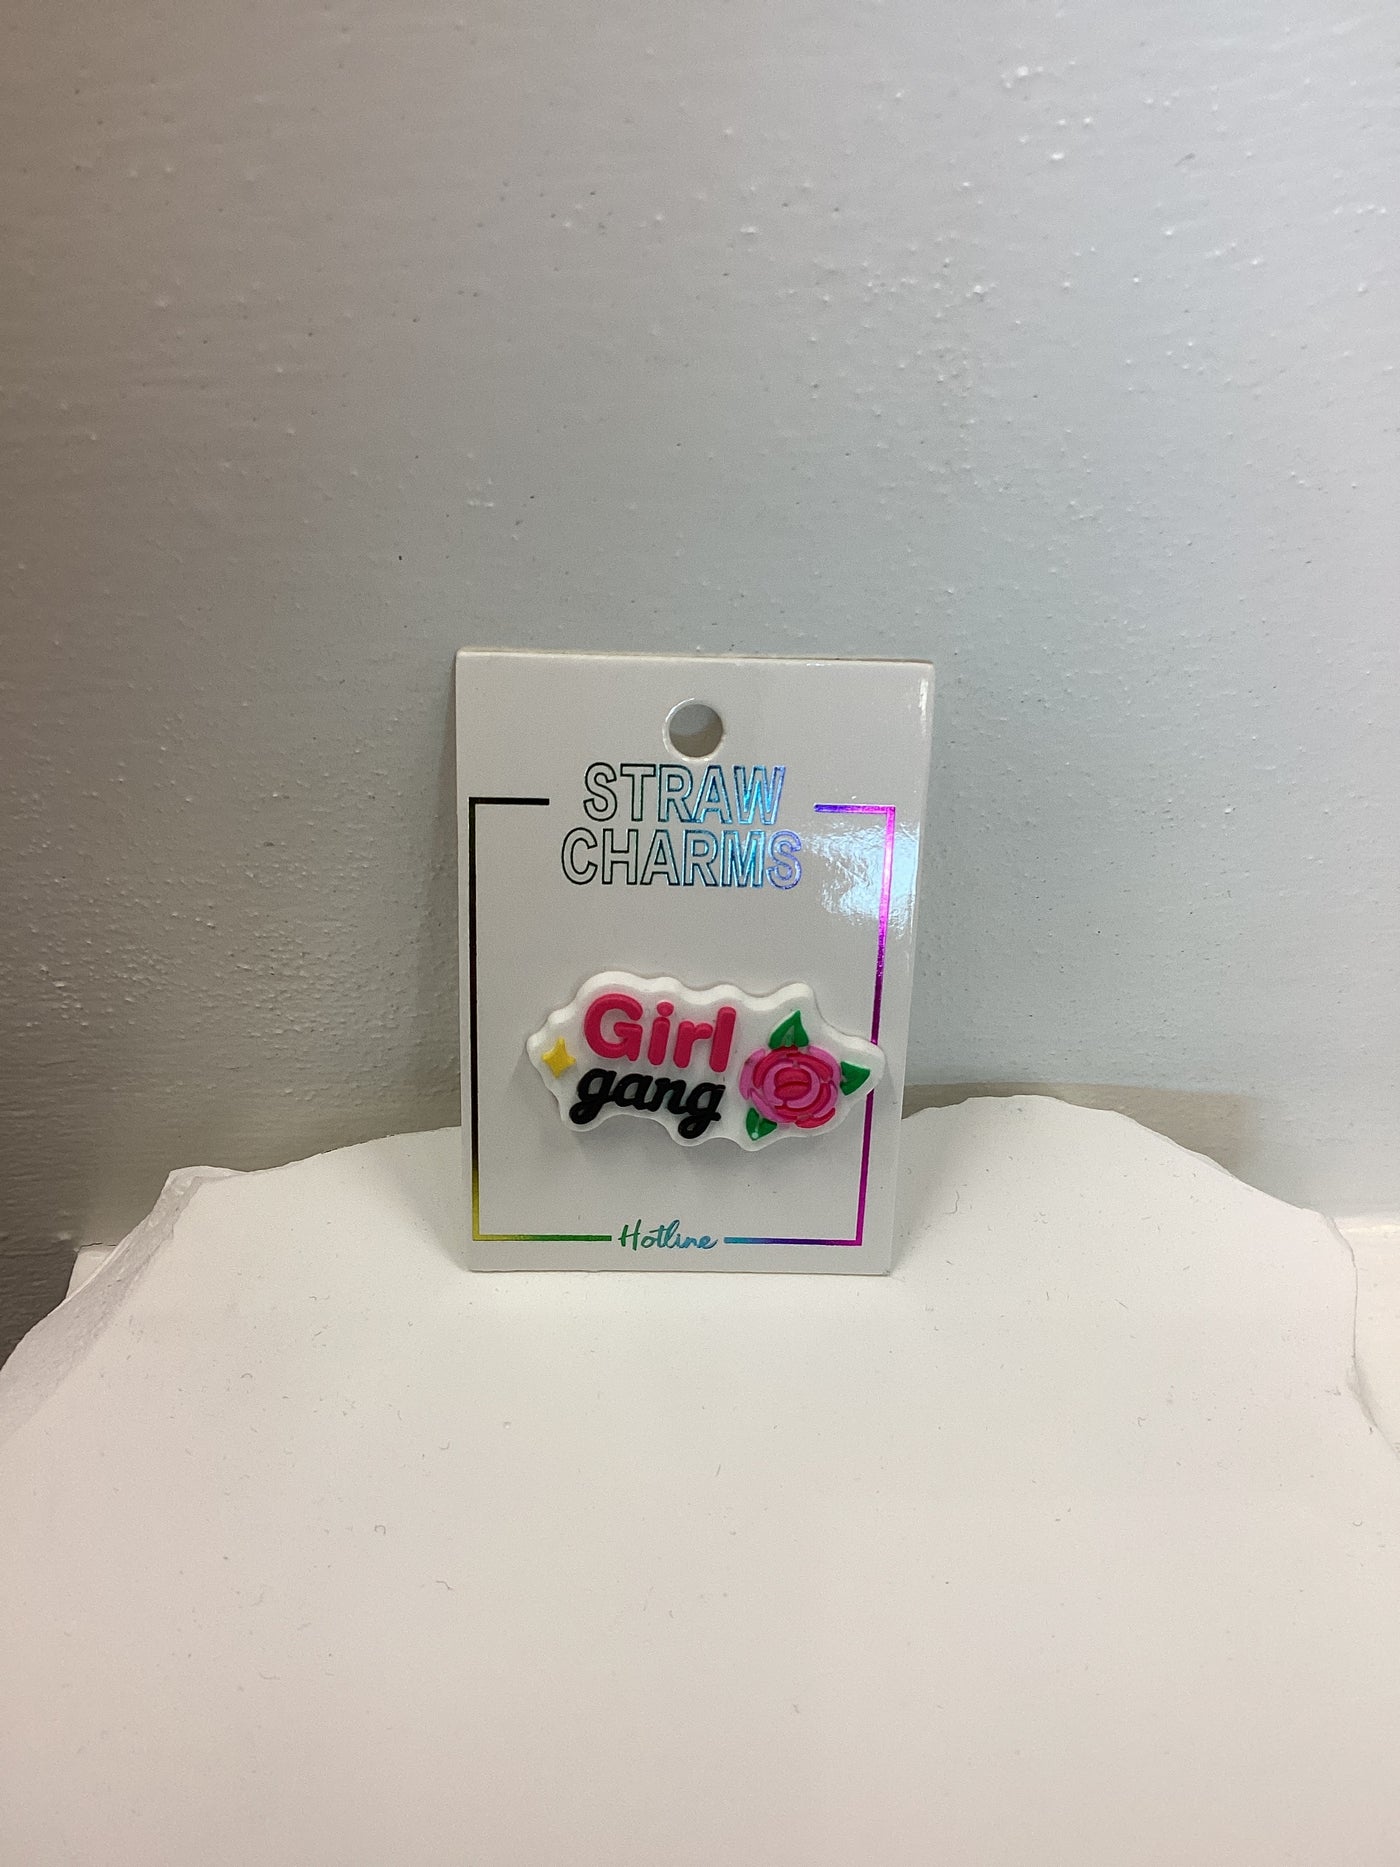 STRAW
CHARMS
Girl
gang
Hotline